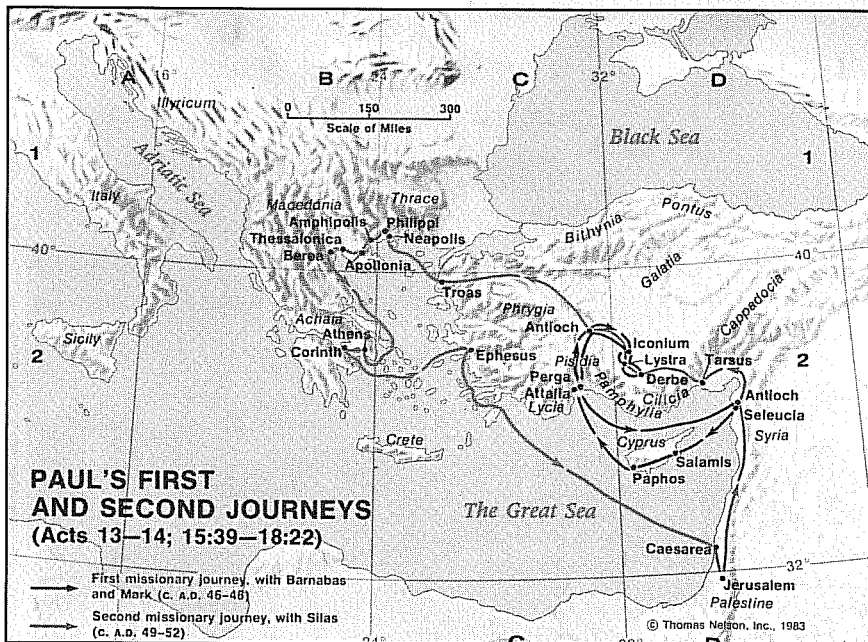 A
B
C
D
16°
24°
32°
Illyricum
0 150 300
Scale of Miles
Black Sea
1
1
Adriatic Sea
Italy
Macedonia
Thrace
Amphipolis
Philippi
Thessalonica
Neapolis
Berea
Apollonia
Bithynia
Pontus
40°
40°
Galatia
Troas
Phrygia
Cappadocia
Antioch
Achaia
Athens
Corinth
Sicily
2
2
Ephesus
Iconium
Lystra
Tarsus
Pisidia
Derbe
Perga
Attalia
Pamphylia
Cilicia
Lycia
Antioch
Seleucia
Syria
Cyprus
Crete
Salamis
Paphos
PAUL'S FIRST
AND SECOND JOURNEYS
(Acts 13—14; 15:39—18:22)
The Great Sea
Caesarea
32°
First missionary journey, with Barnabas
and Mark (c. A.D. 46–48)
Jerusalem
Palestine
Second missionary journey, with Silas
(c. A.D. 49–52)
© Thomas Nelson, Inc., 1983
24°
C